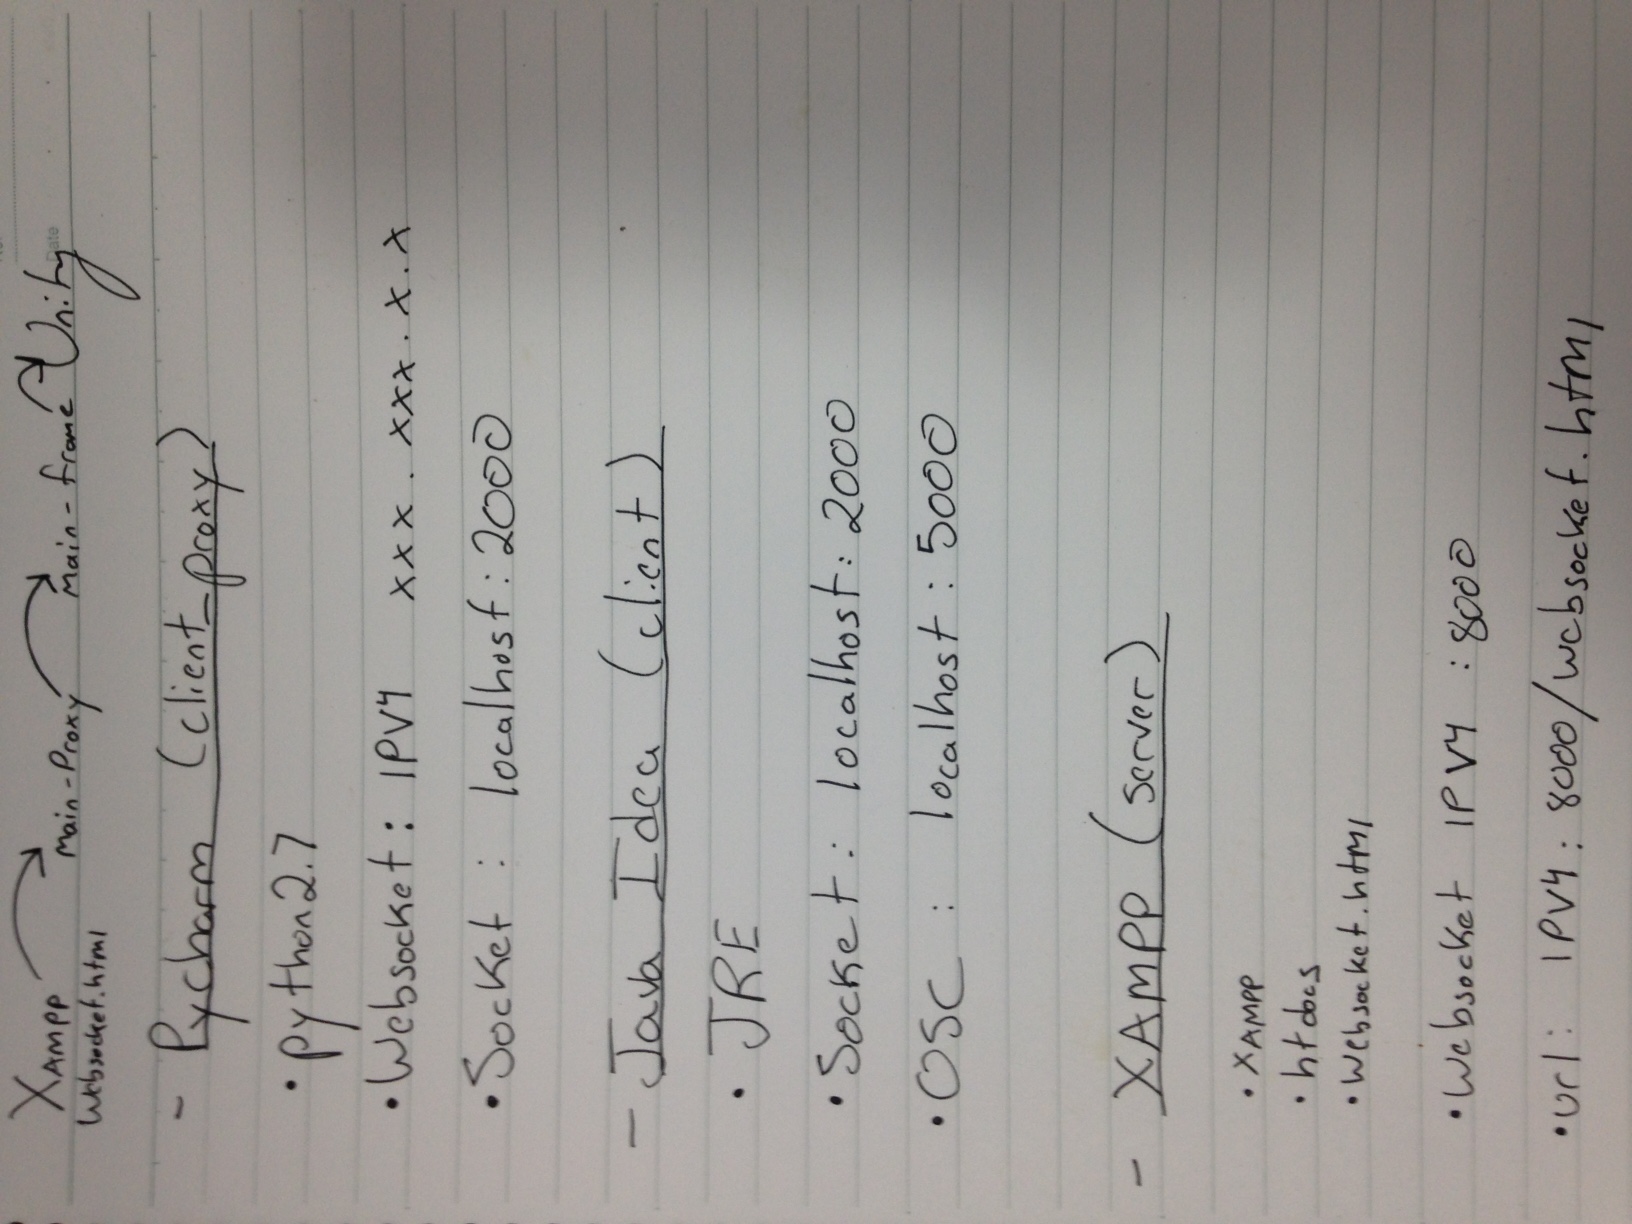 XAMPP Main-Proxy Main-frame Unity
Websocket.html
Date
- Pycharm (client_proxy)
• python2.7
• Websocket: IPV4 xxx.xxx.x.x
• Socket : localhost:2000
- Java Idea (client)
• JRE
• Socket: localhost:2000
• OSC : localhost:5000
- XAMPP (server)
• XAMPP
• htdocs
• Websocket.html
• Websocket IPV4 :8000
• url: IPV4:8000/websocket.html